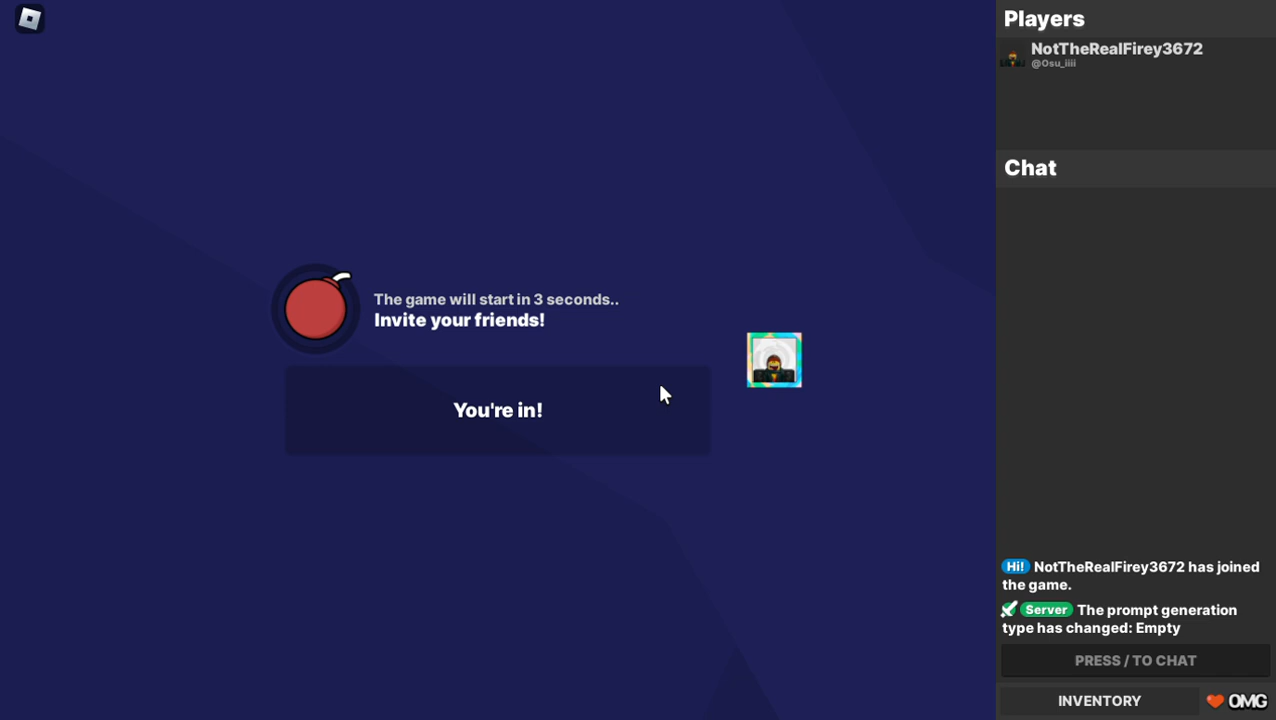 Players
NotTheRealFirey3672
@Osu_iiii
Chat
The game will start in 3 seconds..
Invite your friends!
You're in!
Hi! NotTheRealFirey3672 has joined
the game.
Server The prompt generation
type has changed: Empty
PRESS / TO CHAT
INVENTORY
OMG